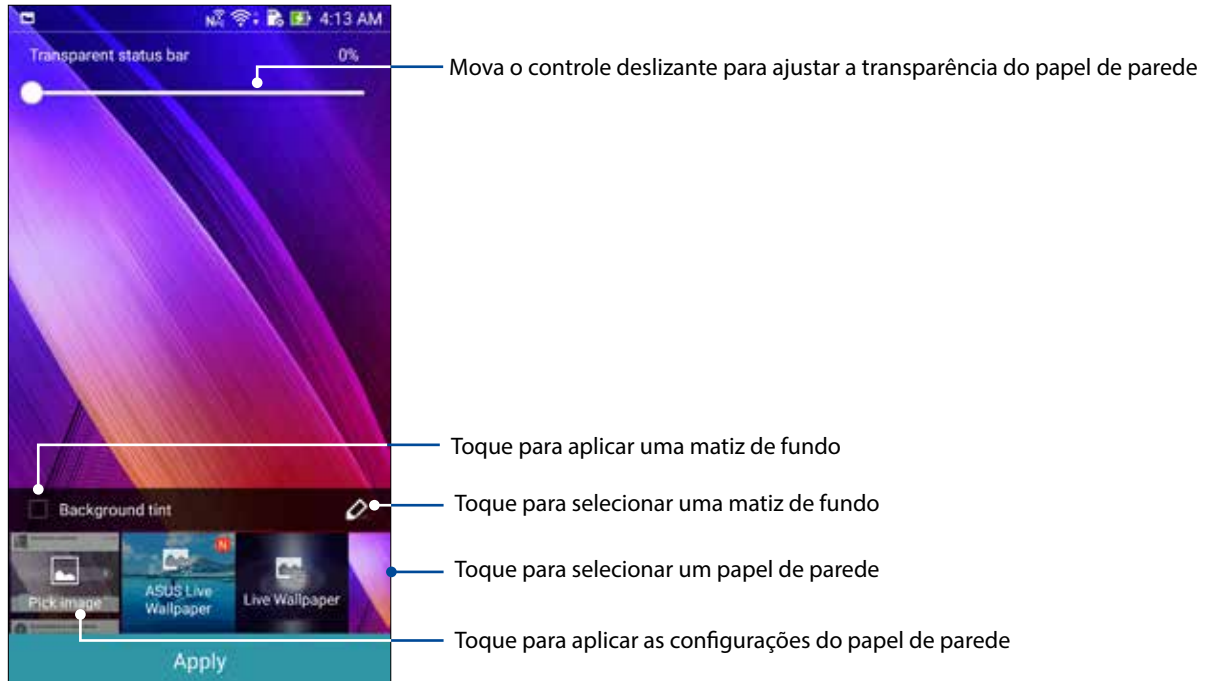 4:13 AM
Transparent status bar 0%
Mova o controle deslizante para ajustar a transparência do papel de parede
Toque para aplicar uma matiz de fundo
Background tint
Toque para selecionar uma matiz de fundo
N
Pick image
ASUS Live
Wallpaper
Live Wallpaper
Toque para selecionar um papel de parede
Toque para aplicar as configurações do papel de parede
Apply